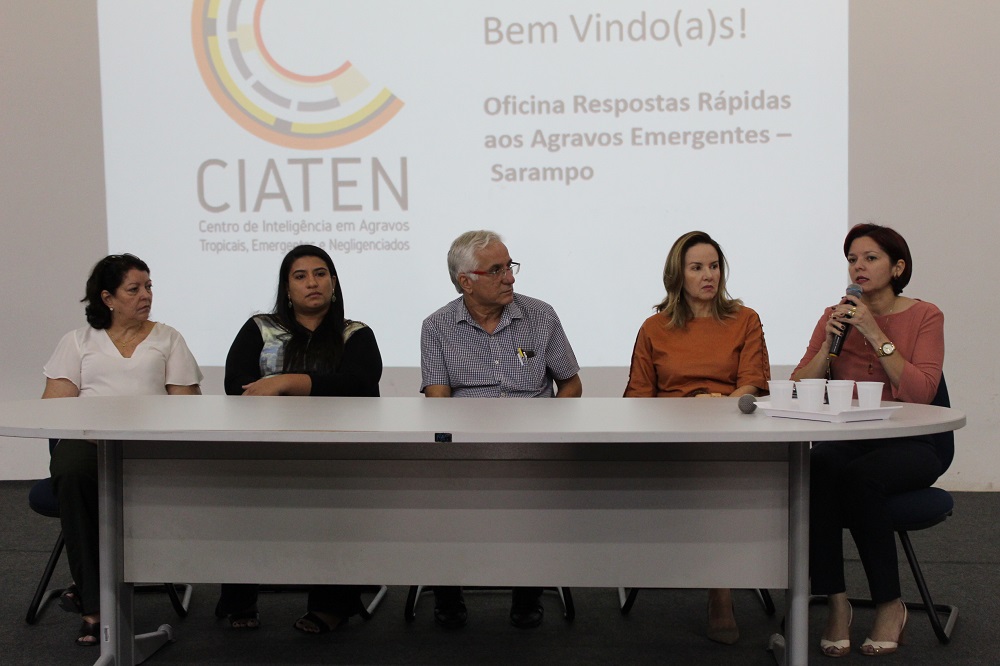 Bem Vindo(a)s!
Oficina Respostas Rápidas
aos Agravos Emergentes –
Sarampo
CIATEN
Centro de Inteligência em Agravos
Tropicais, Emergentes e Negligenciados